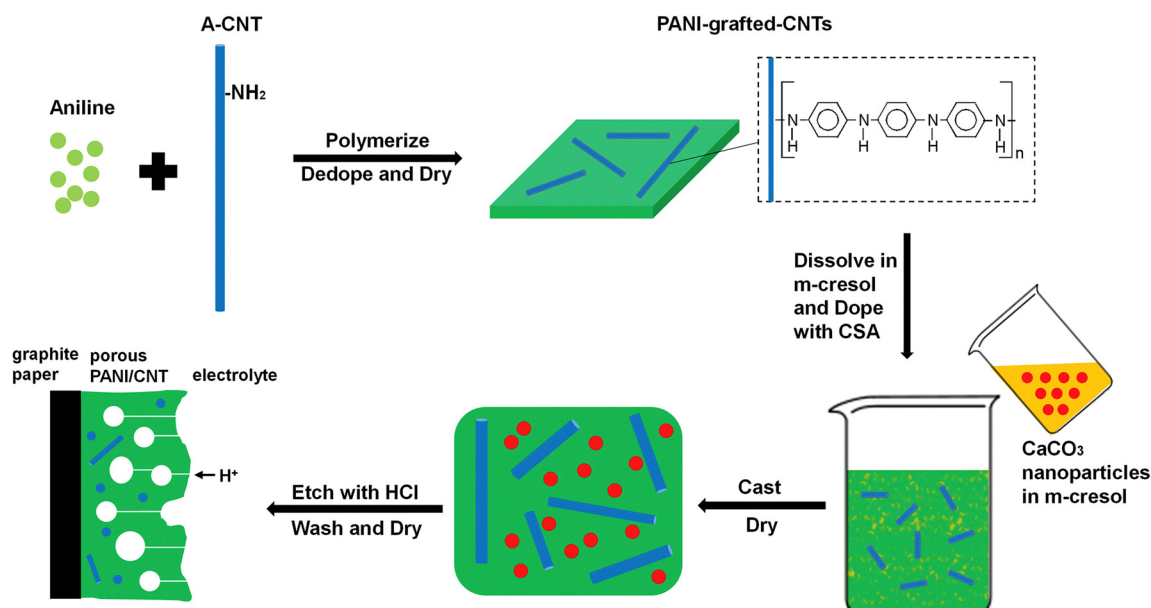 A-CNT
-NH₂
Aniline
Polymerize
Dedope and Dry
PANI-grafted-CNTs
N
H
N
H
N
H
N
H
n
Dissolve in
m-cresol
and Dope
with CSA
CaCO₃
nanoparticles
in m-cresol
Cast
Dry
Etch with HCl
Wash and Dry
graphite
paper
porous
PANI/CNT
electrolyte
H⁺